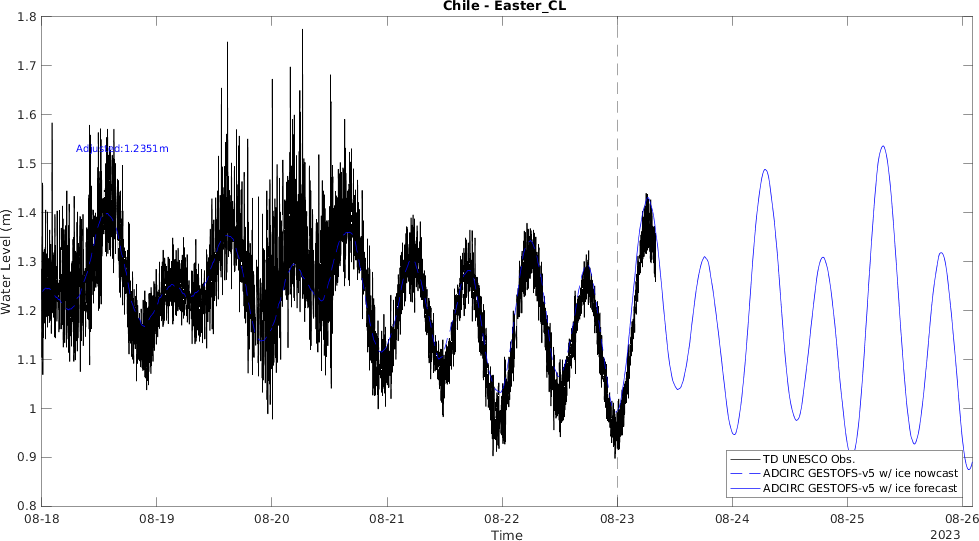 Chile - Easter_CL
1.8
1.7
1.6
1.5
1.4
1.3
1.2
1.1
1
0.9
0.8
Water Level (m)
Adjusted:1.2351m
TD UNESCO Obs.
ADCIRC GESTOFS-v5 w/ ice nowcast
ADCIRC GESTOFS-v5 w/ ice forecast
08-18 08-19 08-20 08-21 08-22 08-23 08-24 08-25 08-26
Time
2023